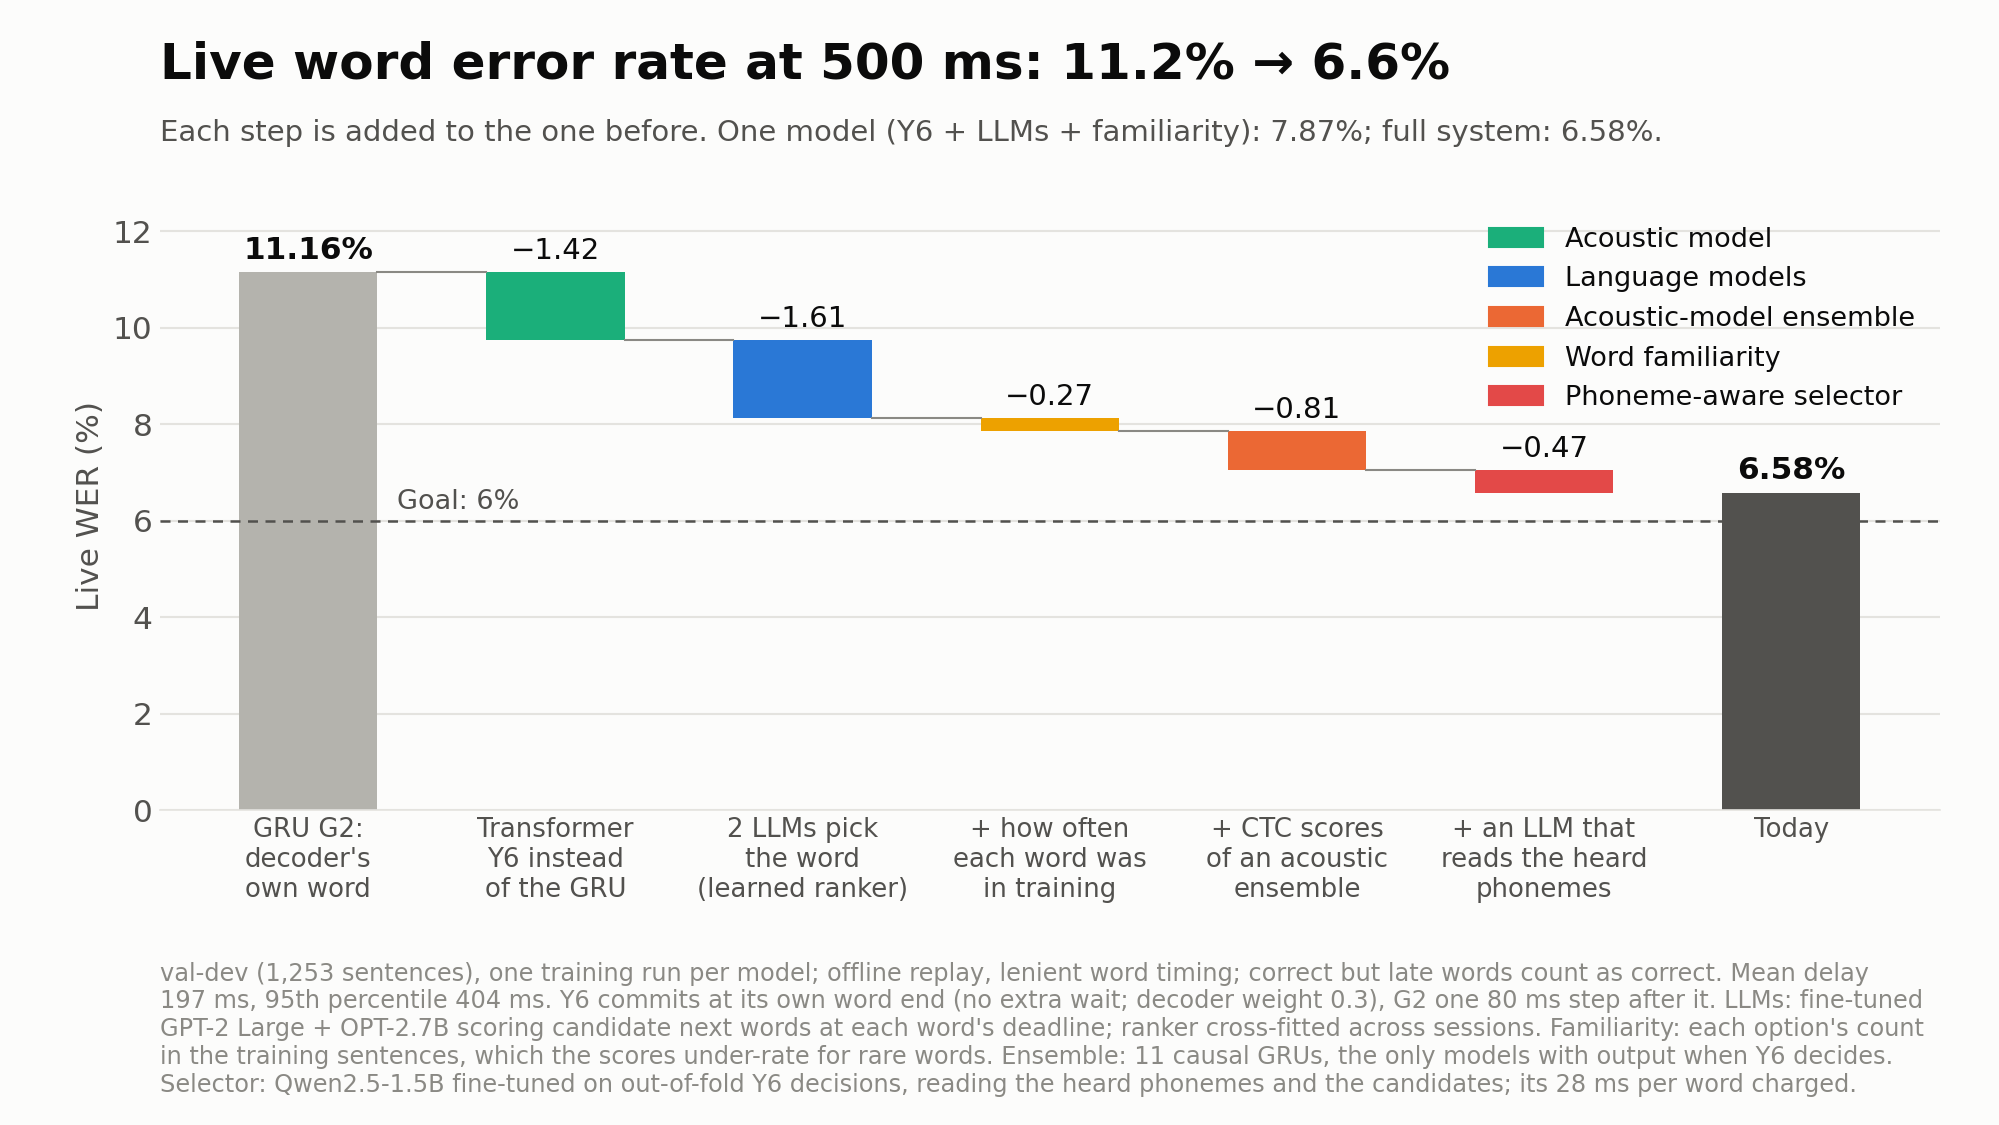 Live word error rate at 500 ms: 11.2% → 6.6%
Each step is added to the one before. One model (Y6 + LLMs + familiarity): 7.87%; full system: 6.58%.
Live WER (%)
12
10
8
6
4
2
0
11.16%
−1.42
−1.61
−0.27
−0.81
−0.47
6.58%
Goal: 6%
Acoustic model
Language models
Acoustic-model ensemble
Word familiarity
Phoneme-aware selector
GRU G2:
decoder's
own word
Transformer
Y6 instead
of the GRU
2 LLMs pick
the word
(learned ranker)
+ how often
each word was
in training
+ CTC scores
of an acoustic
ensemble
+ an LLM that
reads the heard
phonemes
Today
val-dev (1,253 sentences), one training run per model; offline replay, lenient word timing; correct but late words count as correct. Mean delay
197 ms, 95th percentile 404 ms. Y6 commits at its own word end (no extra wait; decoder weight 0.3), G2 one 80 ms step after it. LLMs: fine-tuned
GPT-2 Large + OPT-2.7B scoring candidate next words at each word's deadline; ranker cross-fitted across sessions. Familiarity: each option's count
in the training sentences, which the scores under-rate for rare words. Ensemble: 11 causal GRUs, the only models with output when Y6 decides.
Selector: Qwen2.5-1.5B fine-tuned on out-of-fold Y6 decisions, reading the heard phonemes and the candidates; its 28 ms per word charged.